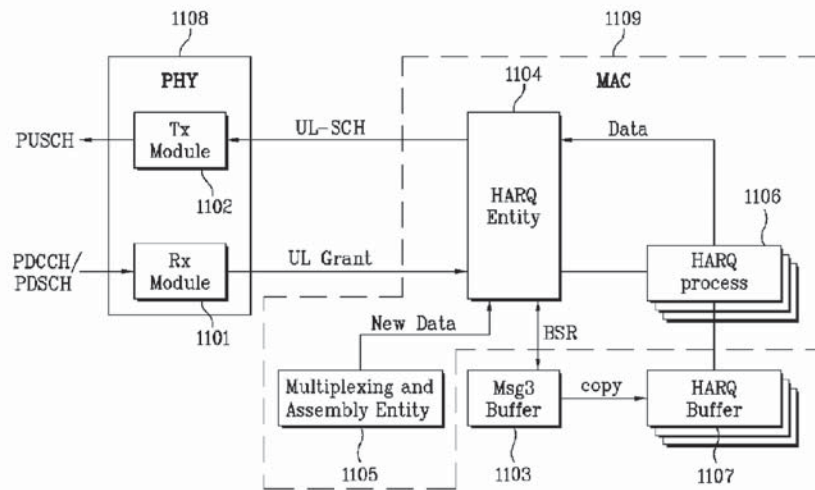 1108
1109
PHY
1104
MAC
PUSCH
Tx
Module
UL-SCH
Data
1102
HARQ
Entity
1106
PDCCH/
PDSCH
Rx
Module
UL Grant
HARQ
process
1101
New Data
BSR
Multiplexing and
Assembly Entity
Msg3
Buffer
copy
HARQ
Buffer
1105
1103
1107